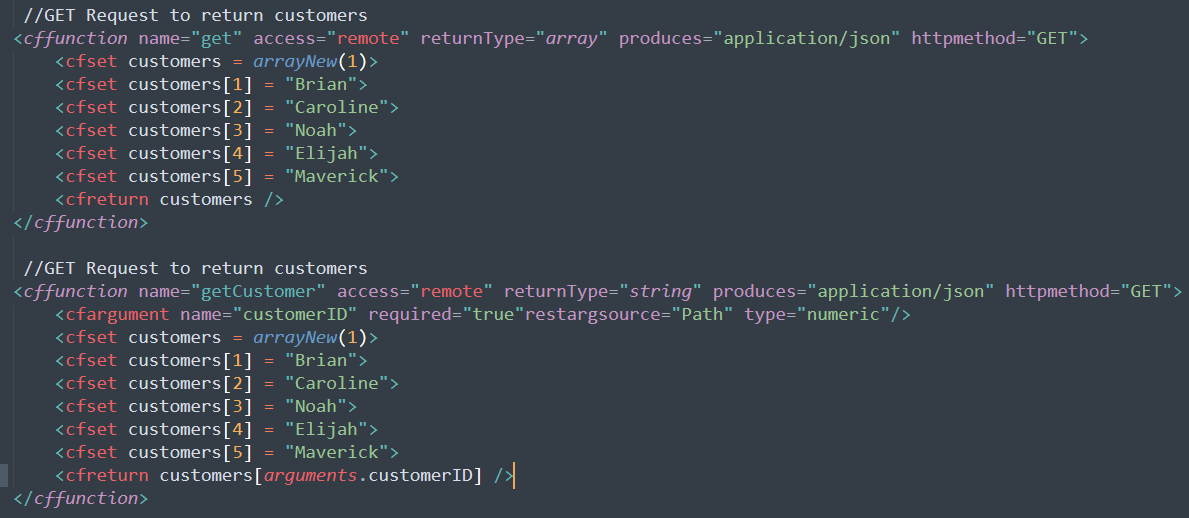 //GET Request to return customers
<cffunction name="get" access="remote" returnType="array" produces="application/json" httpmethod="GET">
<cfset customers = arrayNew(1)>
<cfset customers[1] = "Brian">
<cfset customers[2] = "Caroline">
<cfset customers[3] = "Noah">
<cfset customers[4] = "Elijah">
<cfset customers[5] = "Maverick">
<cfreturn customers />
</cffunction>
//GET Request to return customers
<cffunction name="getCustomer" access="remote" returnType="string" produces="application/json" httpmethod="GET">
<cfargument name="customerID" required="true"restargsource="Path" type="numeric"/>
<cfset customers = arrayNew(1)>
<cfset customers[1] = "Brian">
<cfset customers[2] = "Caroline">
<cfset customers[3] = "Noah">
<cfset customers[4] = "Elijah">
<cfset customers[5] = "Maverick">
<cfreturn customers[arguments.customerID] />
</cffunction>